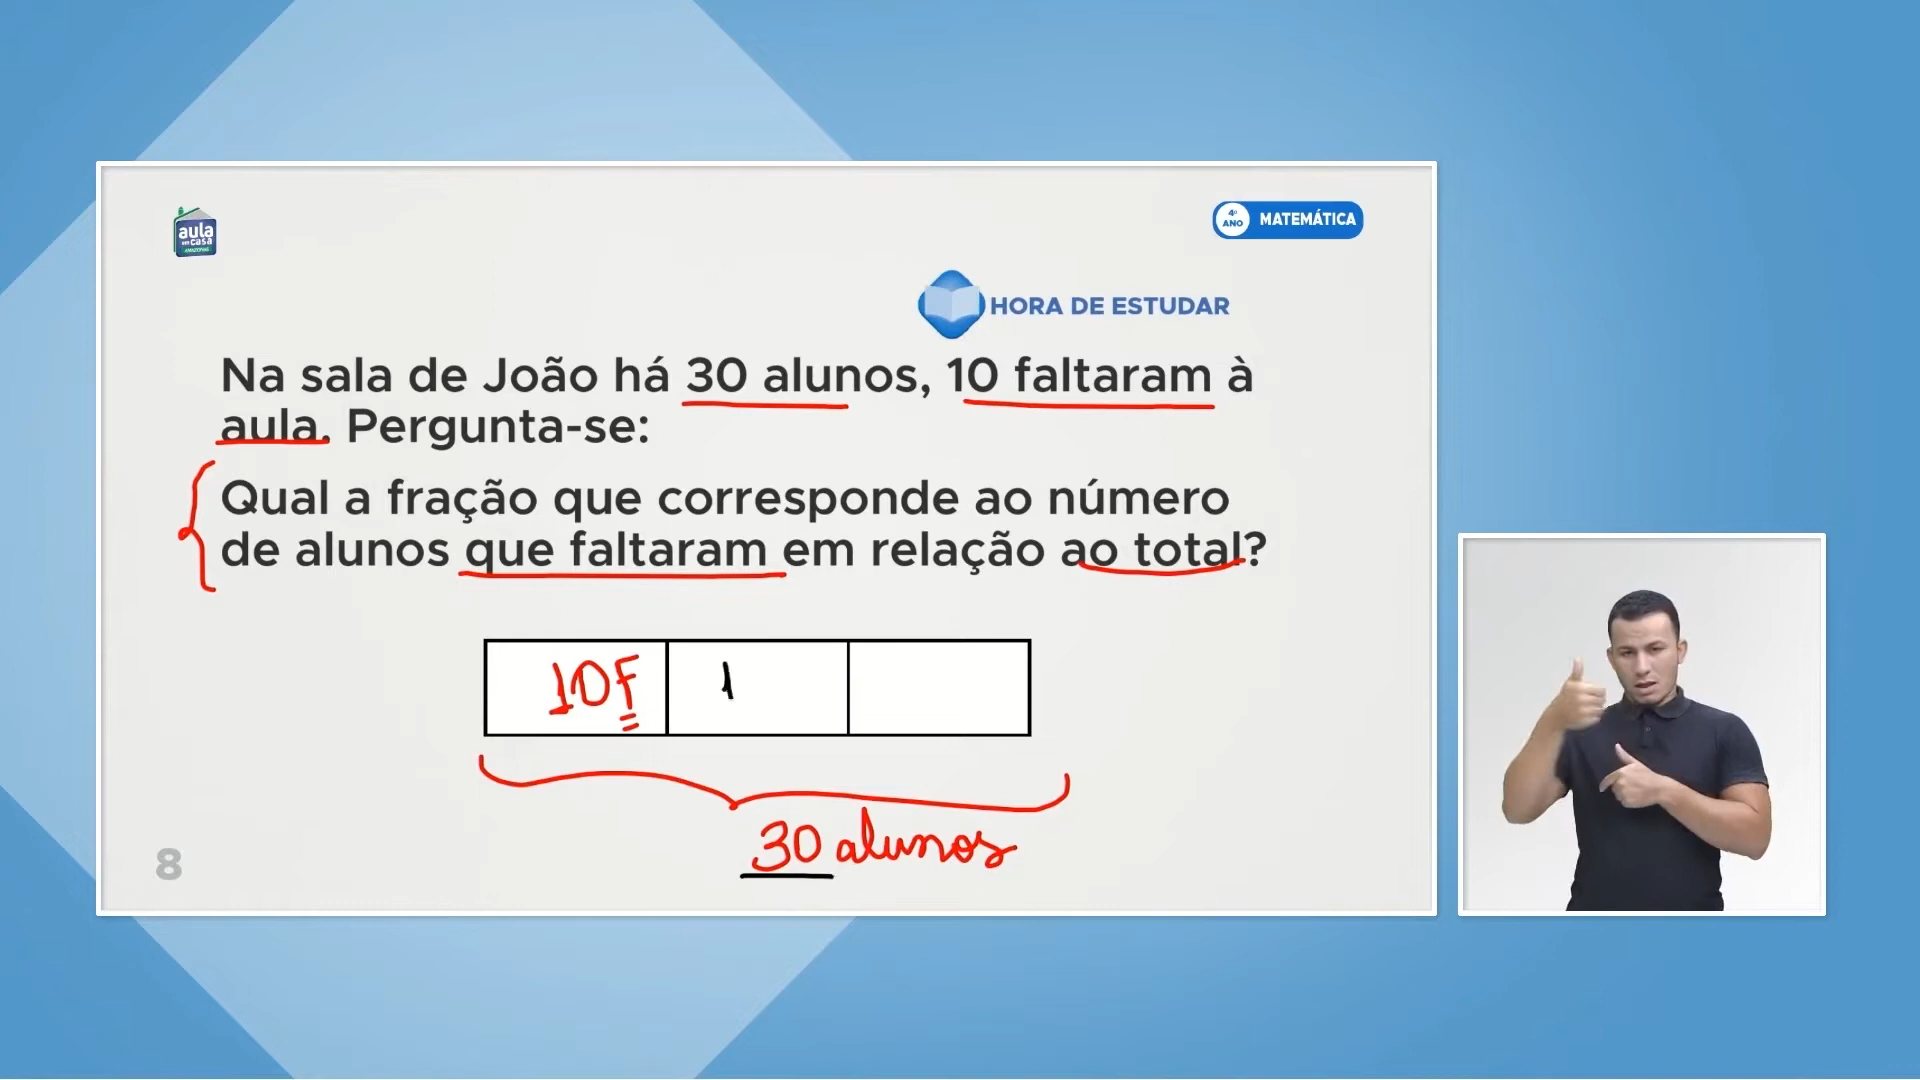 aula
em casa
AMAZONAS
4º
ANO
MATEMÁTICA
HORA DE ESTUDAR
Na sala de João há 30 alunos, 10 faltaram à
aula. Pergunta-se:
Qual a fração que corresponde ao número
de alunos que faltaram em relação ao total?
10F 1
30 alunos
8